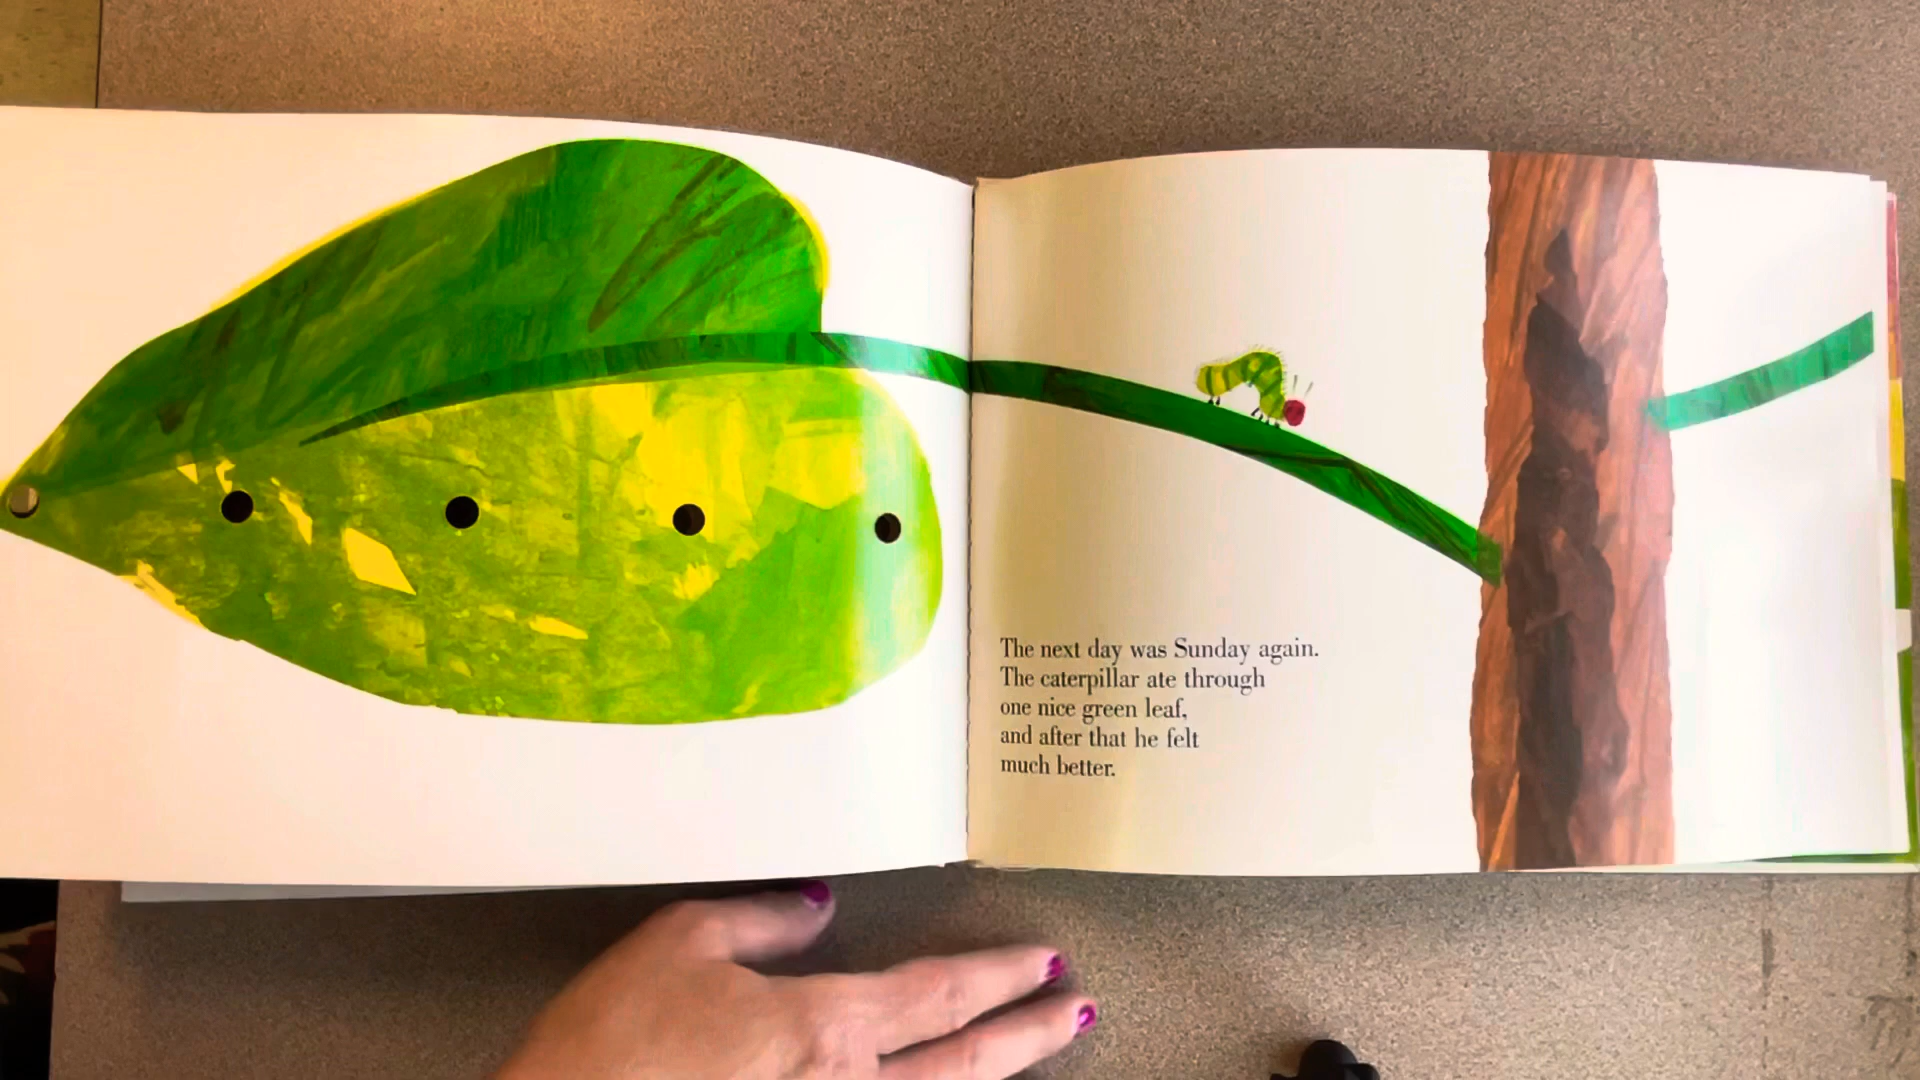 The next day was Sunday again.
The caterpillar ate through
one nice green leaf,
and after that he felt
much better.